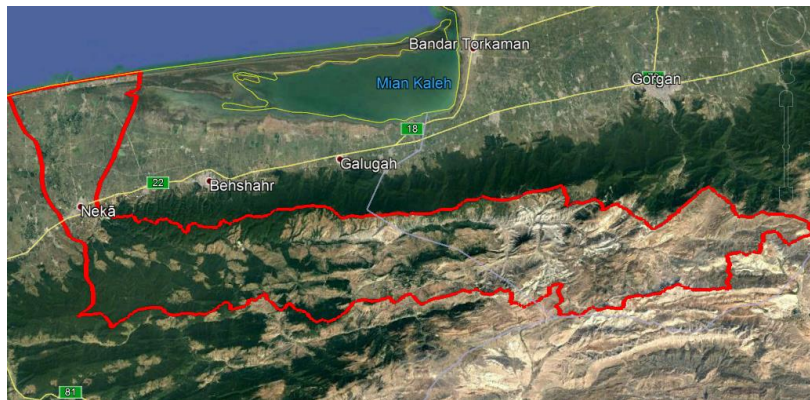 Bandar Torkaman
Mian Kaleh
Gorgan
18
Galugah
22
Behshahr
Nekā
81